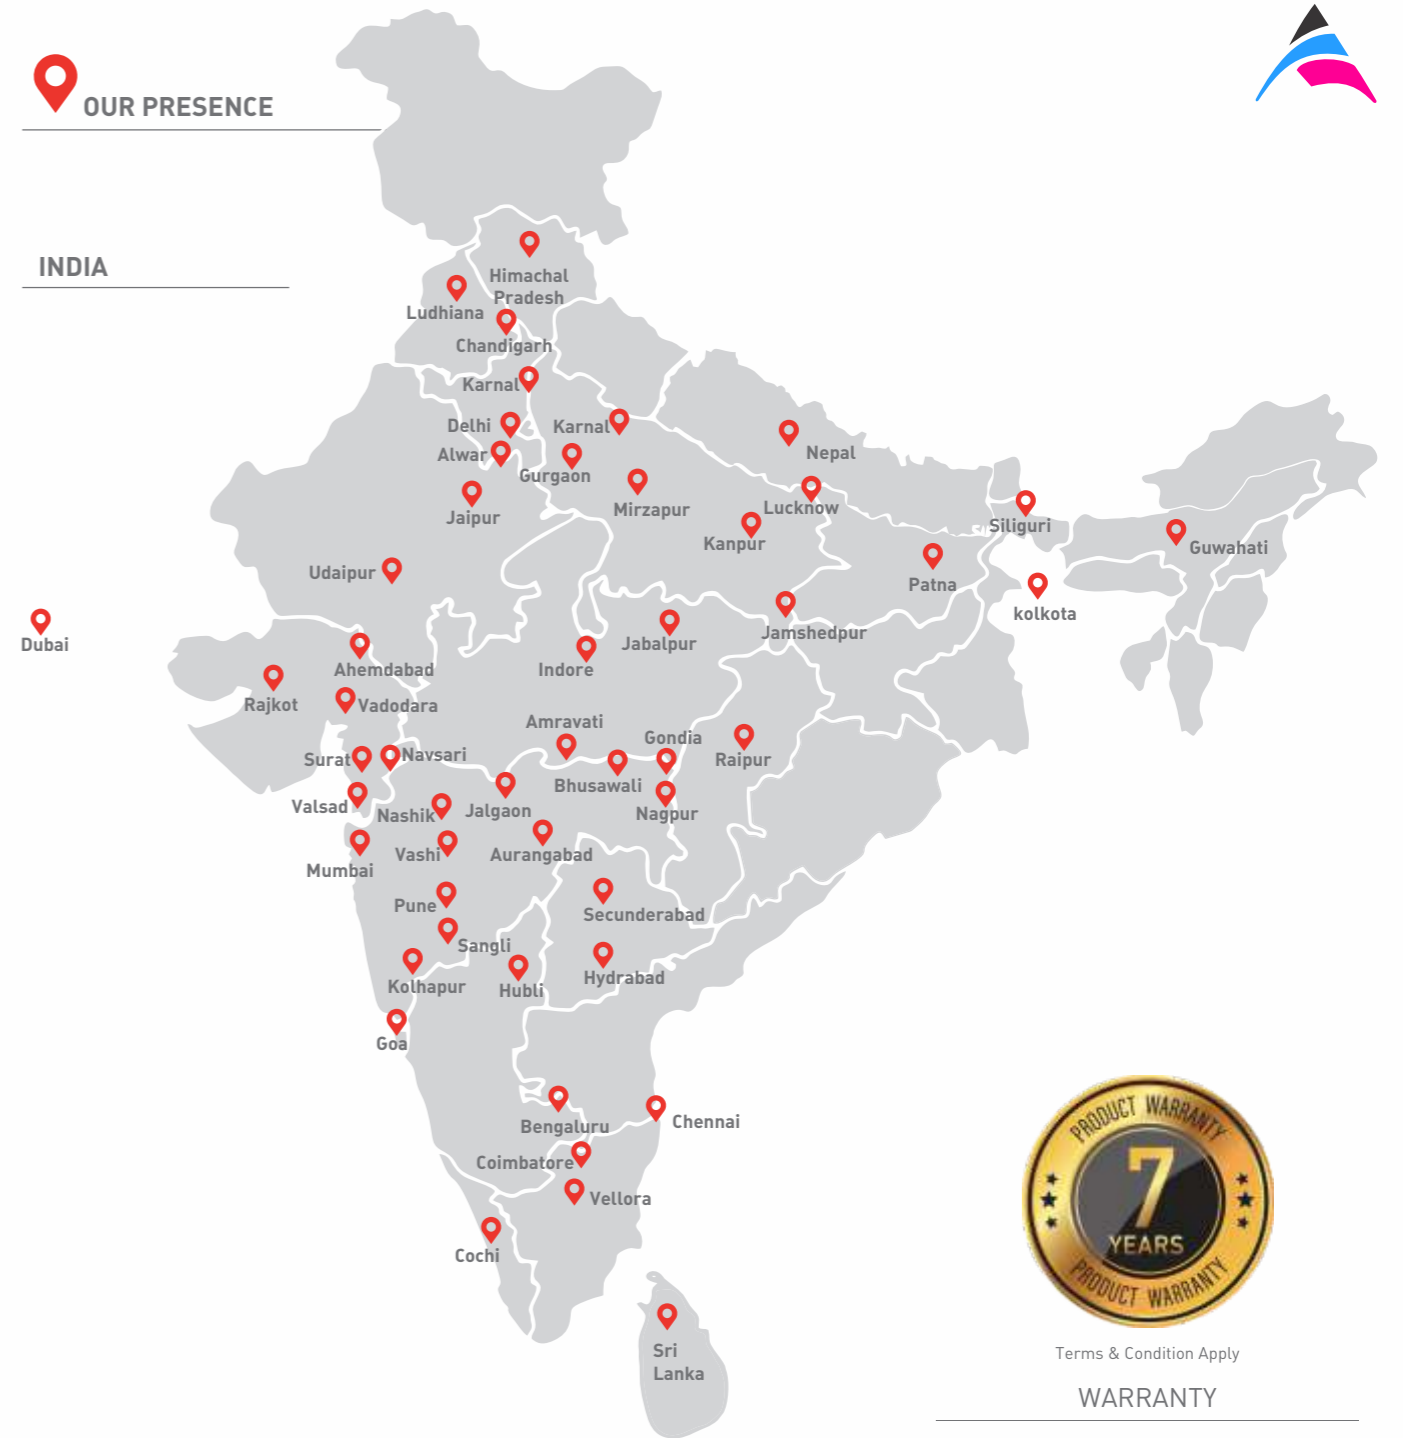 OUR PRESENCE
INDIA
Himachal
Pradesh
Ludhiana
Chandigarh
Karnal
Delhi
Karnal
Alwar
Gurgaon
Nepal
Jaipur
Mirzapur
Lucknow
Siliguri
Kanpur
Guwahati
Udaipur
Patna
kolkota
Dubai
Jamshedpur
Jabalpur
Ahemdabad
Indore
Rajkot
Vadodara
Amravati
Gondia
Surat
Navsari
Raipur
Bhusawali
Valsad
Nashik
Jalgaon
Nagpur
Mumbai
Vashi
Aurangabad
Pune
Secunderabad
Sangli
Kolhapur
Hubli
Hydrabad
Goa
Bengaluru
Chennai
Coimbatore
Vellora
Cochi
Sri
Lanka
PRODUCT WARRANTY
7
YEARS
PRODUCT WARRANTY
Terms & Condition Apply
WARRANTY